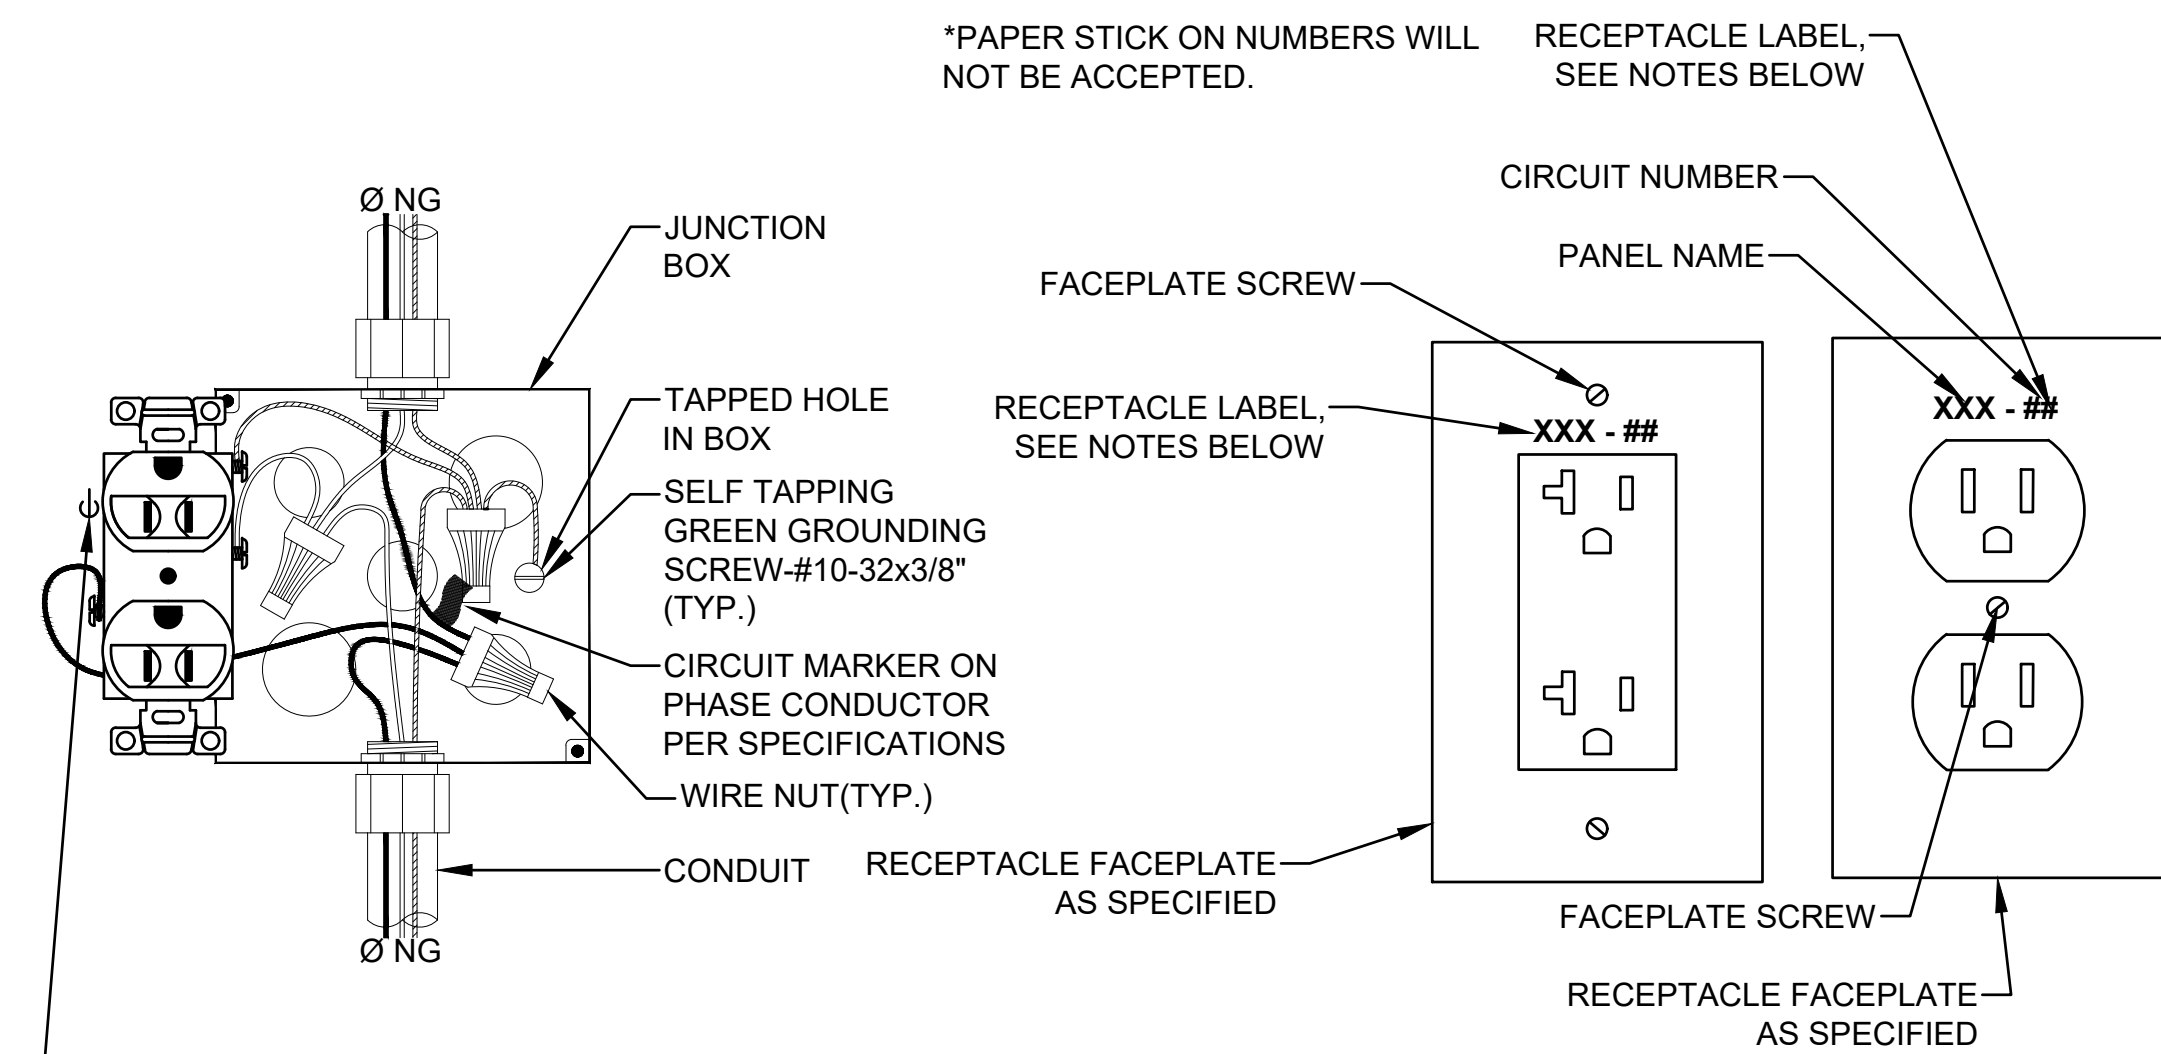 *PAPER STICK ON NUMBERS WILL
NOT BE ACCEPTED.
RECEPTACLE LABEL,
SEE NOTES BELOW
CIRCUIT NUMBER
PANEL NAME
Ø NG
JUNCTION
BOX
FACEPLATE SCREW
TAPPED HOLE
IN BOX
RECEPTACLE LABEL,
SEE NOTES BELOW
XXX - ##
XXX - ##
SELF TAPPING
GREEN GROUNDING
SCREW-#10-32x3/8"
(TYP.)
CIRCUIT MARKER ON
PHASE CONDUCTOR
PER SPECIFICATIONS
WIRE NUT(TYP.)
CONDUIT
RECEPTACLE FACEPLATE
AS SPECIFIED
FACEPLATE SCREW
Ø NG
RECEPTACLE FACEPLATE
AS SPECIFIED